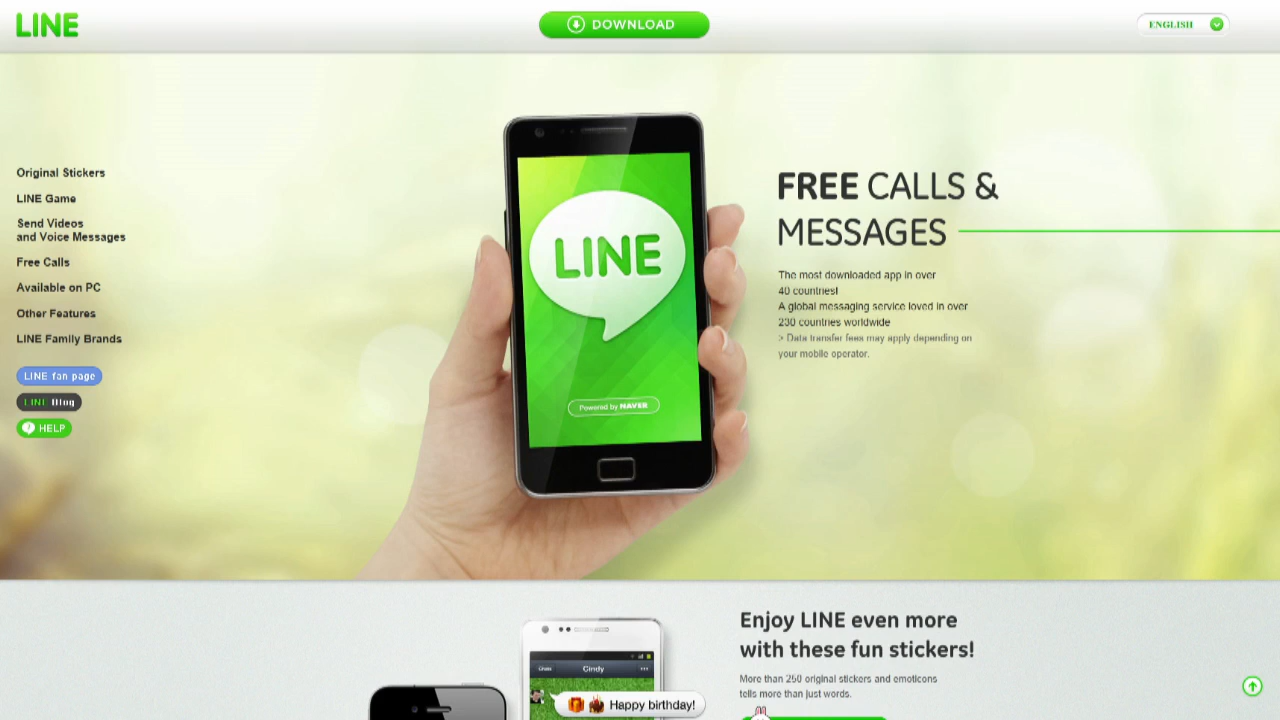 LINE
DOWNLOAD
ENGLISH
Original Stickers
LINE Game
Send Videos
and Voice Messages
Free Calls
Available on PC
Other Features
LINE Family Brands
LINE fan page
LINE Blog
HELP
LINE
Powered by NAVER
FREE CALLS &
MESSAGES
The most downloaded app in over
40 countries!
A global messaging service loved in over
230 countries worldwide
> Data transfer fees may apply depending on
your mobile operator.
Enjoy LINE even more
with these fun stickers!
More than 250 original stickers and emoticons
tells more than just words.
Chats
Cindy
Happy birthday!